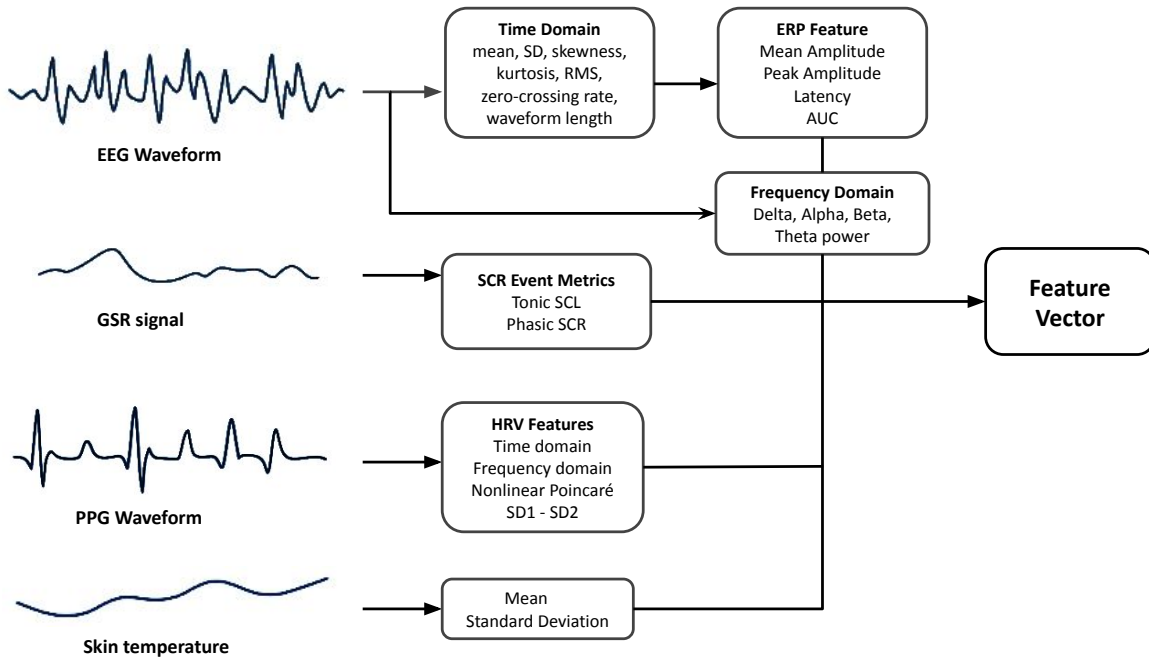 Time Domain
mean, SD, skewness,
kurtosis, RMS,
zero-crossing rate,
waveform length
ERP Feature
Mean Amplitude
Peak Amplitude
Latency
AUC
EEG Waveform
Frequency Domain
Delta, Alpha, Beta,
Theta power
GSR signal
SCR Event Metrics
Tonic SCL
Phasic SCR
Feature
Vector
PPG Waveform
HRV Features
Time domain
Frequency domain
Nonlinear Poincaré
SD1 - SD2
Skin temperature
Mean
Standard Deviation